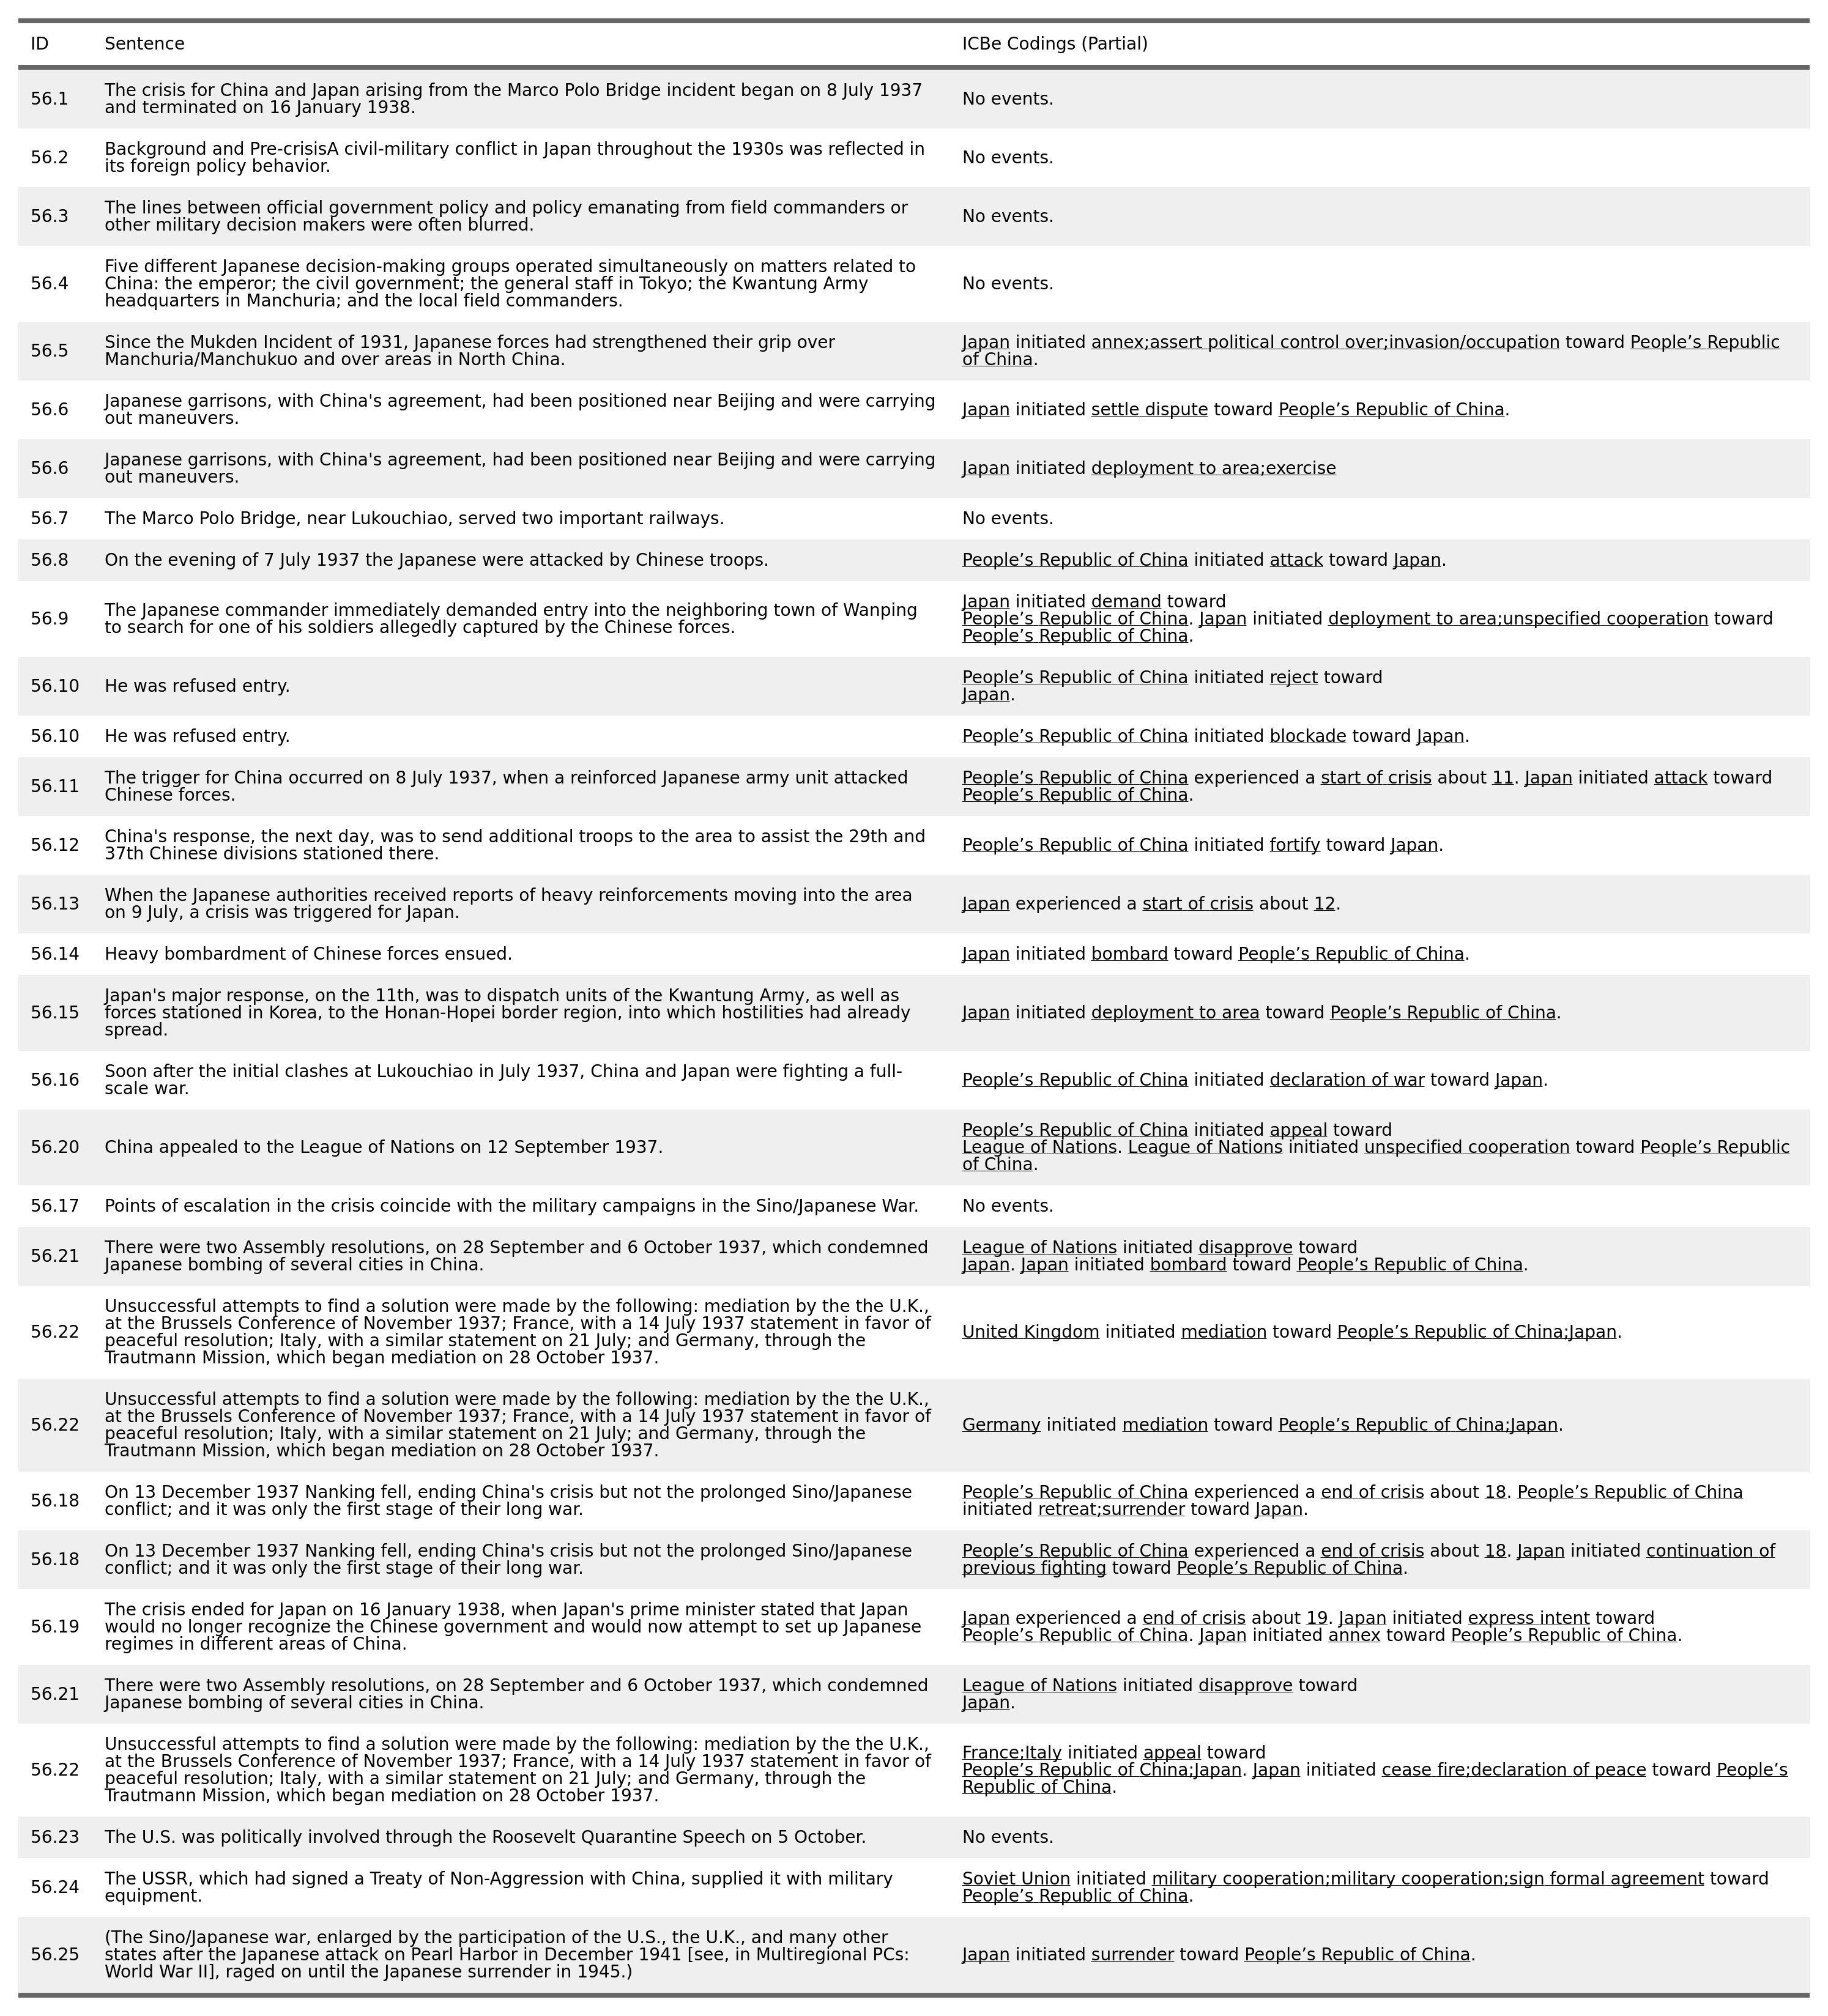 ID Sentence ICBe Codings (Partial)
56.1 The crisis for China and Japan arising from the Marco Polo Bridge incident began on 8 July 1937
and terminated on 16 January 1938.
No events.
56.2 Background and Pre-crisisA civil-military conflict in Japan throughout the 1930s was reflected in
its foreign policy behavior.
No events.
56.3 The lines between official government policy and policy emanating from field commanders or
other military decision makers were often blurred.
No events.
56.4 Five different Japanese decision-making groups operated simultaneously on matters related to
China: the emperor; the civil government; the general staff in Tokyo; the Kwantung Army
headquarters in Manchuria; and the local field commanders.
No events.
56.5 Since the Mukden Incident of 1931, Japanese forces had strengthened their grip over
Manchuria/Manchukuo and over areas in North China.
Japan initiated annex;assert political control over;invasion/occupation toward People’s Republic
of China.
56.6 Japanese garrisons, with China's agreement, had been positioned near Beijing and were carrying
out maneuvers.
Japan initiated settle dispute toward People’s Republic of China.
56.6 Japanese garrisons, with China's agreement, had been positioned near Beijing and were carrying
out maneuvers.
Japan initiated deployment to area;exercise
56.7 The Marco Polo Bridge, near Lukouchiao, served two important railways.
No events.
56.8 On the evening of 7 July 1937 the Japanese were attacked by Chinese troops.
People’s Republic of China initiated attack toward Japan.
56.9 The Japanese commander immediately demanded entry into the neighboring town of Wanping
to search for one of his soldiers allegedly captured by the Chinese forces.
Japan initiated demand toward
People’s Republic of China. Japan initiated deployment to area;unspecified cooperation toward
People’s Republic of China.
56.10 He was refused entry.
People’s Republic of China initiated reject toward
Japan.
56.10 He was refused entry.
People’s Republic of China initiated blockade toward Japan.
56.11 The trigger for China occurred on 8 July 1937, when a reinforced Japanese army unit attacked
Chinese forces.
People’s Republic of China experienced a start of crisis about 11. Japan initiated attack toward
People’s Republic of China.
56.12 China's response, the next day, was to send additional troops to the area to assist the 29th and
37th Chinese divisions stationed there.
People’s Republic of China initiated fortify toward Japan.
56.13 When the Japanese authorities received reports of heavy reinforcements moving into the area
on 9 July, a crisis was triggered for Japan.
Japan experienced a start of crisis about 12.
56.14 Heavy bombardment of Chinese forces ensued.
Japan initiated bombard toward People’s Republic of China.
56.15 Japan's major response, on the 11th, was to dispatch units of the Kwantung Army, as well as
forces stationed in Korea, to the Honan-Hopei border region, into which hostilities had already
spread.
Japan initiated deployment to area toward People’s Republic of China.
56.16 Soon after the initial clashes at Lukouchiao in July 1937, China and Japan were fighting a full-
scale war.
People’s Republic of China initiated declaration of war toward Japan.
56.20 China appealed to the League of Nations on 12 September 1937.
People’s Republic of China initiated appeal toward
League of Nations. League of Nations initiated unspecified cooperation toward People’s Republic
of China.
56.17 Points of escalation in the crisis coincide with the military campaigns in the Sino/Japanese War.
No events.
56.21 There were two Assembly resolutions, on 28 September and 6 October 1937, which condemned
Japanese bombing of several cities in China.
League of Nations initiated disapprove toward
Japan. Japan initiated bombard toward People’s Republic of China.
56.22 Unsuccessful attempts to find a solution were made by the following: mediation by the the U.K.,
at the Brussels Conference of November 1937; France, with a 14 July 1937 statement in favor of
peaceful resolution; Italy, with a similar statement on 21 July; and Germany, through the
Trautmann Mission, which began mediation on 28 October 1937.
United Kingdom initiated mediation toward People’s Republic of China;Japan.
56.22 Unsuccessful attempts to find a solution were made by the following: mediation by the the U.K.,
at the Brussels Conference of November 1937; France, with a 14 July 1937 statement in favor of
peaceful resolution; Italy, with a similar statement on 21 July; and Germany, through the
Trautmann Mission, which began mediation on 28 October 1937.
Germany initiated mediation toward People’s Republic of China;Japan.
56.18 On 13 December 1937 Nanking fell, ending China's crisis but not the prolonged Sino/Japanese
conflict; and it was only the first stage of their long war.
People’s Republic of China experienced a end of crisis about 18. People’s Republic of China
initiated retreat;surrender toward Japan.
56.18 On 13 December 1937 Nanking fell, ending China's crisis but not the prolonged Sino/Japanese
conflict; and it was only the first stage of their long war.
People’s Republic of China experienced a end of crisis about 18. Japan initiated continuation of
previous fighting toward People’s Republic of China.
56.19 The crisis ended for Japan on 16 January 1938, when Japan's prime minister stated that Japan
would no longer recognize the Chinese government and would now attempt to set up Japanese
regimes in different areas of China.
Japan experienced a end of crisis about 19. Japan initiated express intent toward
People’s Republic of China. Japan initiated annex toward People’s Republic of China.
56.21 There were two Assembly resolutions, on 28 September and 6 October 1937, which condemned
Japanese bombing of several cities in China.
League of Nations initiated disapprove toward
Japan.
56.22 Unsuccessful attempts to find a solution were made by the following: mediation by the the U.K.,
at the Brussels Conference of November 1937; France, with a 14 July 1937 statement in favor of
peaceful resolution; Italy, with a similar statement on 21 July; and Germany, through the
Trautmann Mission, which began mediation on 28 October 1937.
France;Italy initiated appeal toward
People’s Republic of China;Japan. Japan initiated cease fire;declaration of peace toward People’s
Republic of China.
56.23 The U.S. was politically involved through the Roosevelt Quarantine Speech on 5 October.
No events.
56.24 The USSR, which had signed a Treaty of Non-Aggression with China, supplied it with military
equipment.
Soviet Union initiated military cooperation;military cooperation;sign formal agreement toward
People’s Republic of China.
56.25 (The Sino/Japanese war, enlarged by the participation of the U.S., the U.K., and many other
states after the Japanese attack on Pearl Harbor in December 1941 [see, in Multiregional PCs:
World War II], raged on until the Japanese surrender in 1945.)
Japan initiated surrender toward People’s Republic of China.